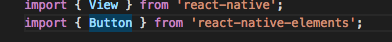 import { View } from 'react-native';
import { Button } from 'react-native-elements';